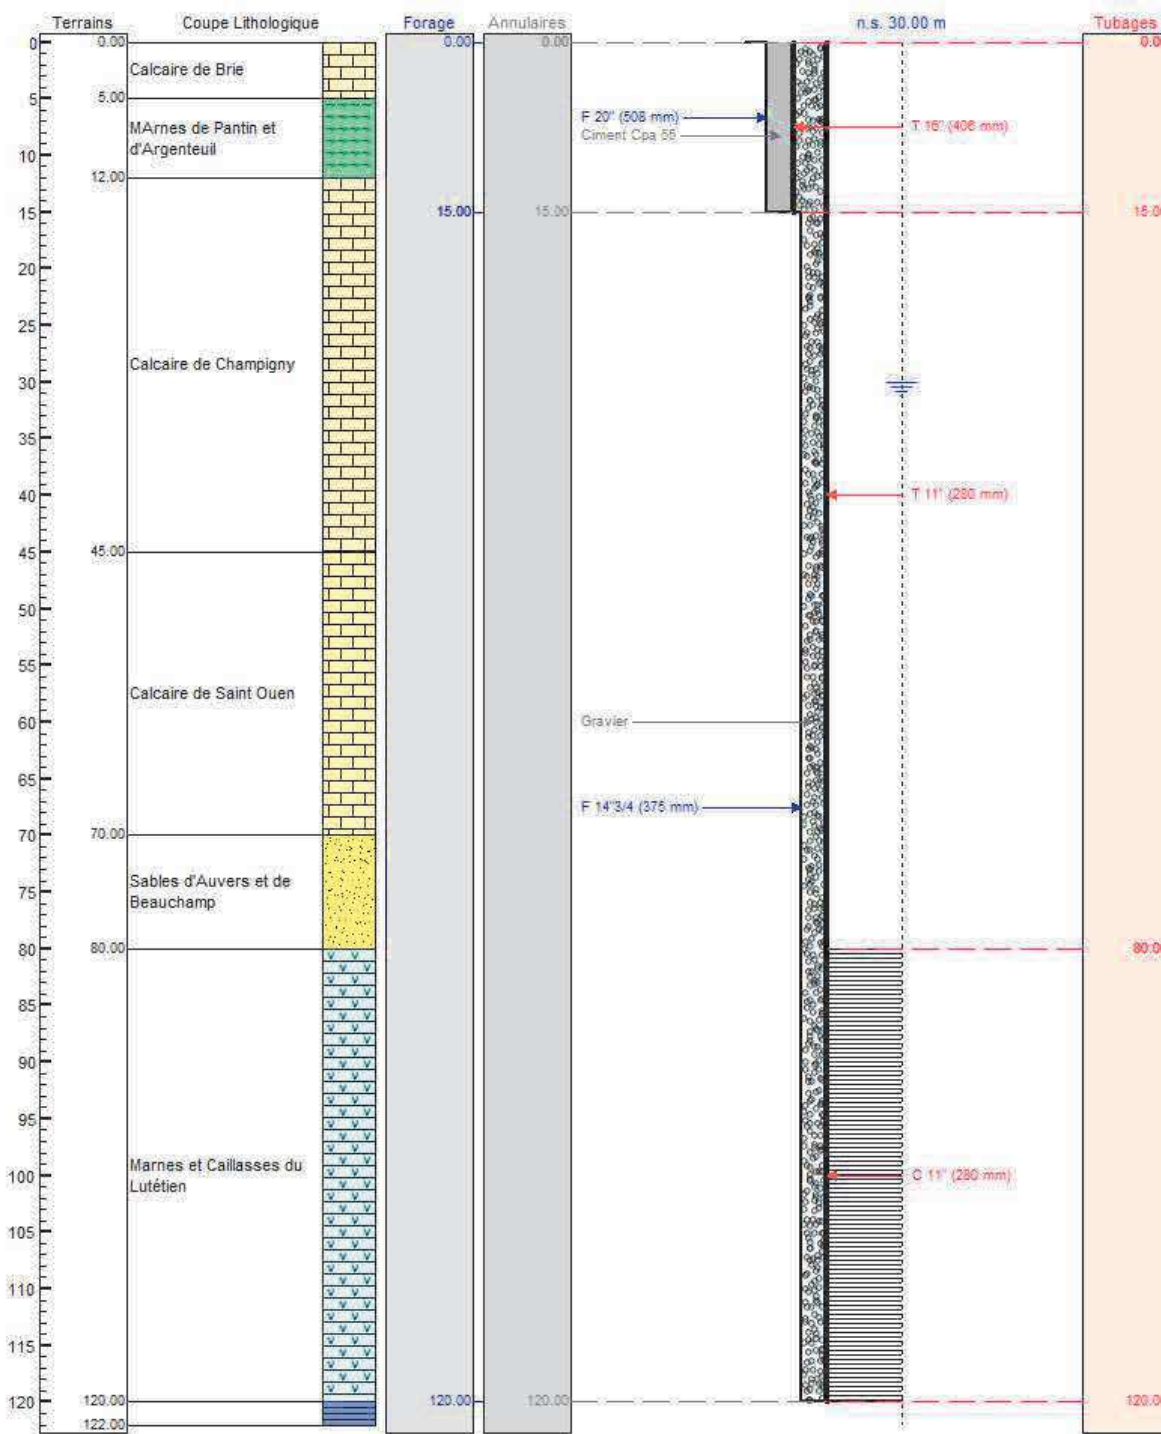 Terrains Coupe Lithologique Forage Annulaires n.s. 30.00 m Tubages
0 0.00 0.00 0.00 0.0
Calcaire de Brie
5 5.00
F 20" (508 mm)
MArnes de Pantin et
d'Argenteuil
Ciment Cpa 55
T 16" (406 mm)
10
12.00
15 15.00 15.00 15.0
20
25
Calcaire de Champigny
30
35
40 T 11" (280 mm)
45 45.00
50
55
Calcaire de Saint Ouen
60 Gravier
65
F 14"3/4 (375 mm)
70 70.00
75
Sables d'Auvers et de
Beauchamp
80 80.00 80.0
85
90
95
Marnes et Caillasses du
Lutétien
100 C 11" (280 mm)
105
110
115
120 120.00 120.00 120.00 120.0
122.00